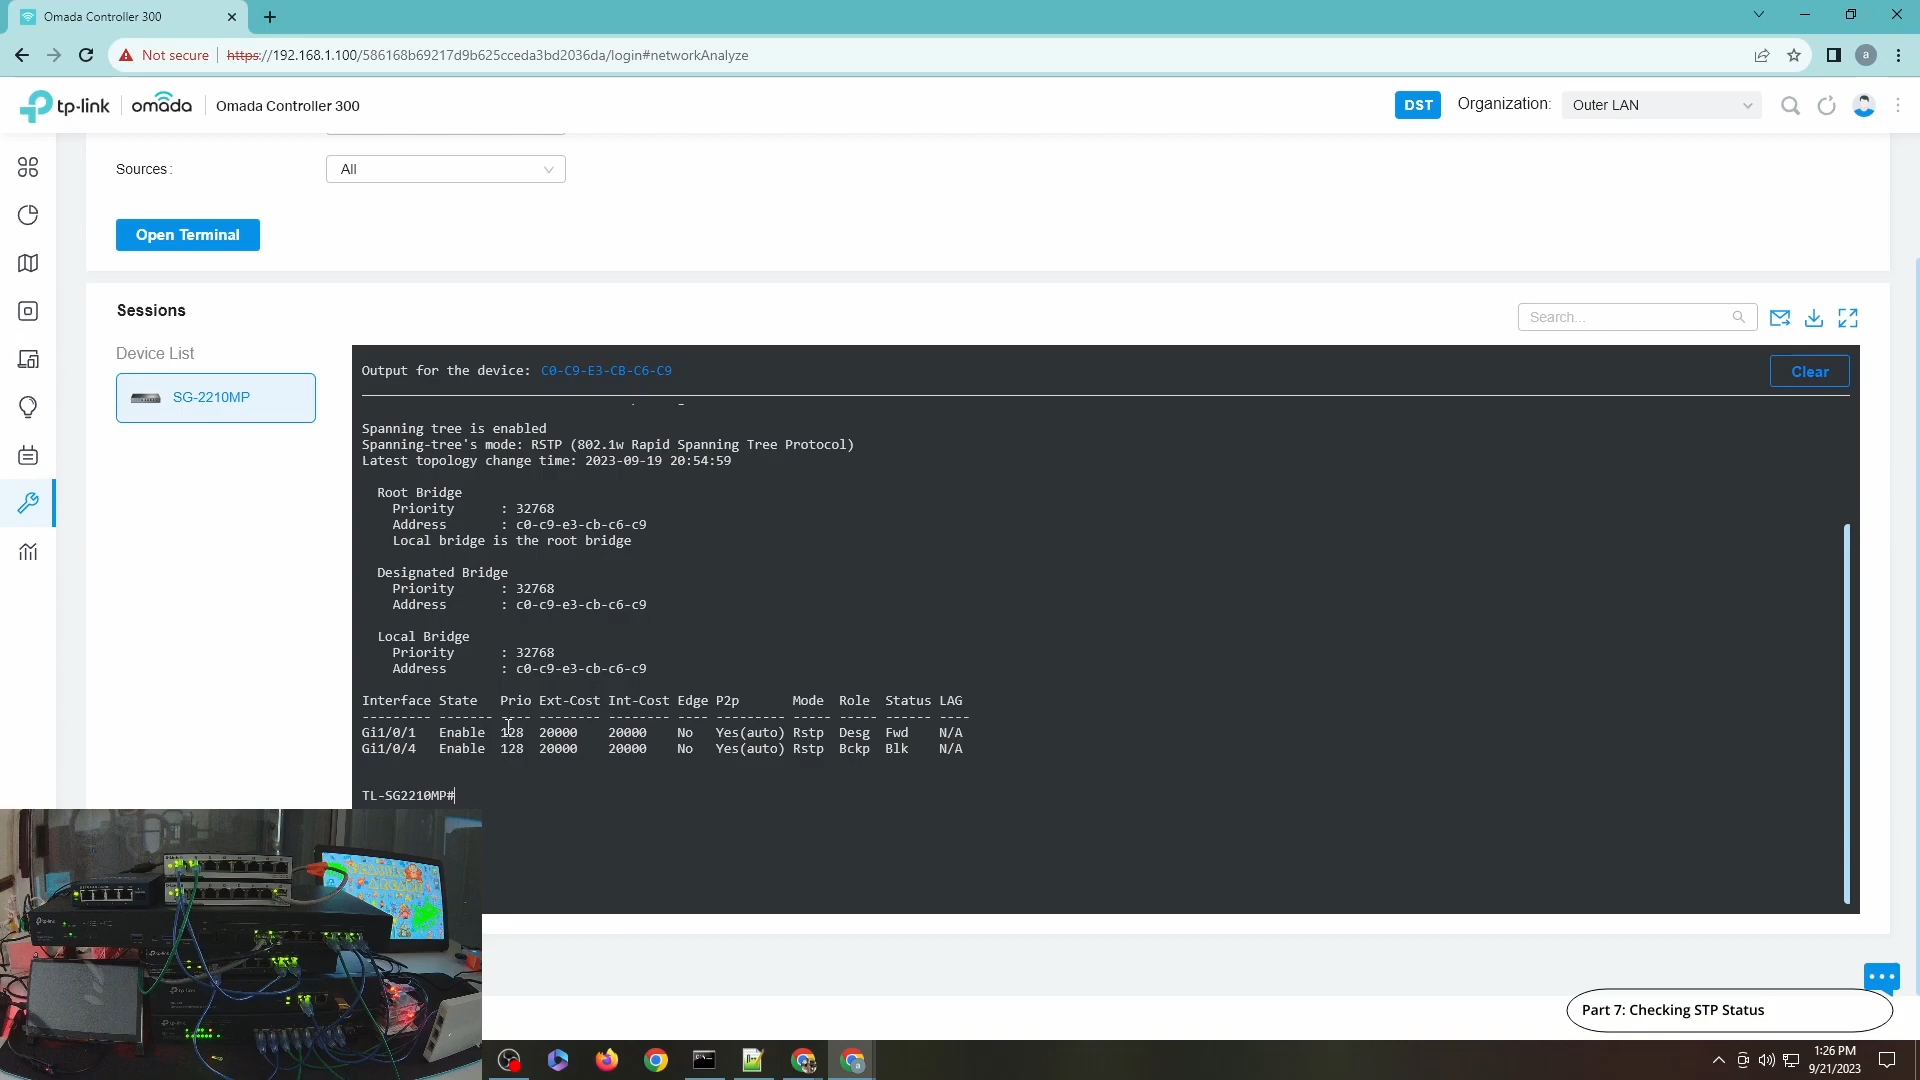 Omada Controller 300
Not secure
https://192.168.1.100/586168b69217d9b625cceda3bd2036da/login#networkAnalyze
a
tp-link
omada
Omada Controller 300
DST
Organization:
Outer LAN
Sources:
All
Open Terminal
Sessions
Search...
Device List
SG-2210MP
Output for the device: C0-C9-E3-CB-C6-C9
Clear
Spanning tree is enabled
Spanning-tree's mode: RSTP (802.1w Rapid Spanning Tree Protocol)
Latest topology change time: 2023-09-19 20:54:59
Root Bridge
Priority : 32768
Address : c0-c9-e3-cb-c6-c9
Local bridge is the root bridge
Designated Bridge
Priority : 32768
Address : c0-c9-e3-cb-c6-c9
Local Bridge
Priority : 32768
Address : c0-c9-e3-cb-c6-c9
Interface State Prio Ext-Cost Int-Cost Edge P2p Mode Role Status LAG
--------- ------- ---- -------- -------- ---- --------- ----- ----- ------ ----
Gi1/0/1 Enable 128 20000 20000 No Yes(auto) Rstp Desg Fwd N/A
Gi1/0/4 Enable 128 20000 20000 No Yes(auto) Rstp Bckp Blk N/A
TL-SG2210MP#
Part 7: Checking STP Status
a
1:26 PM
9/21/2023